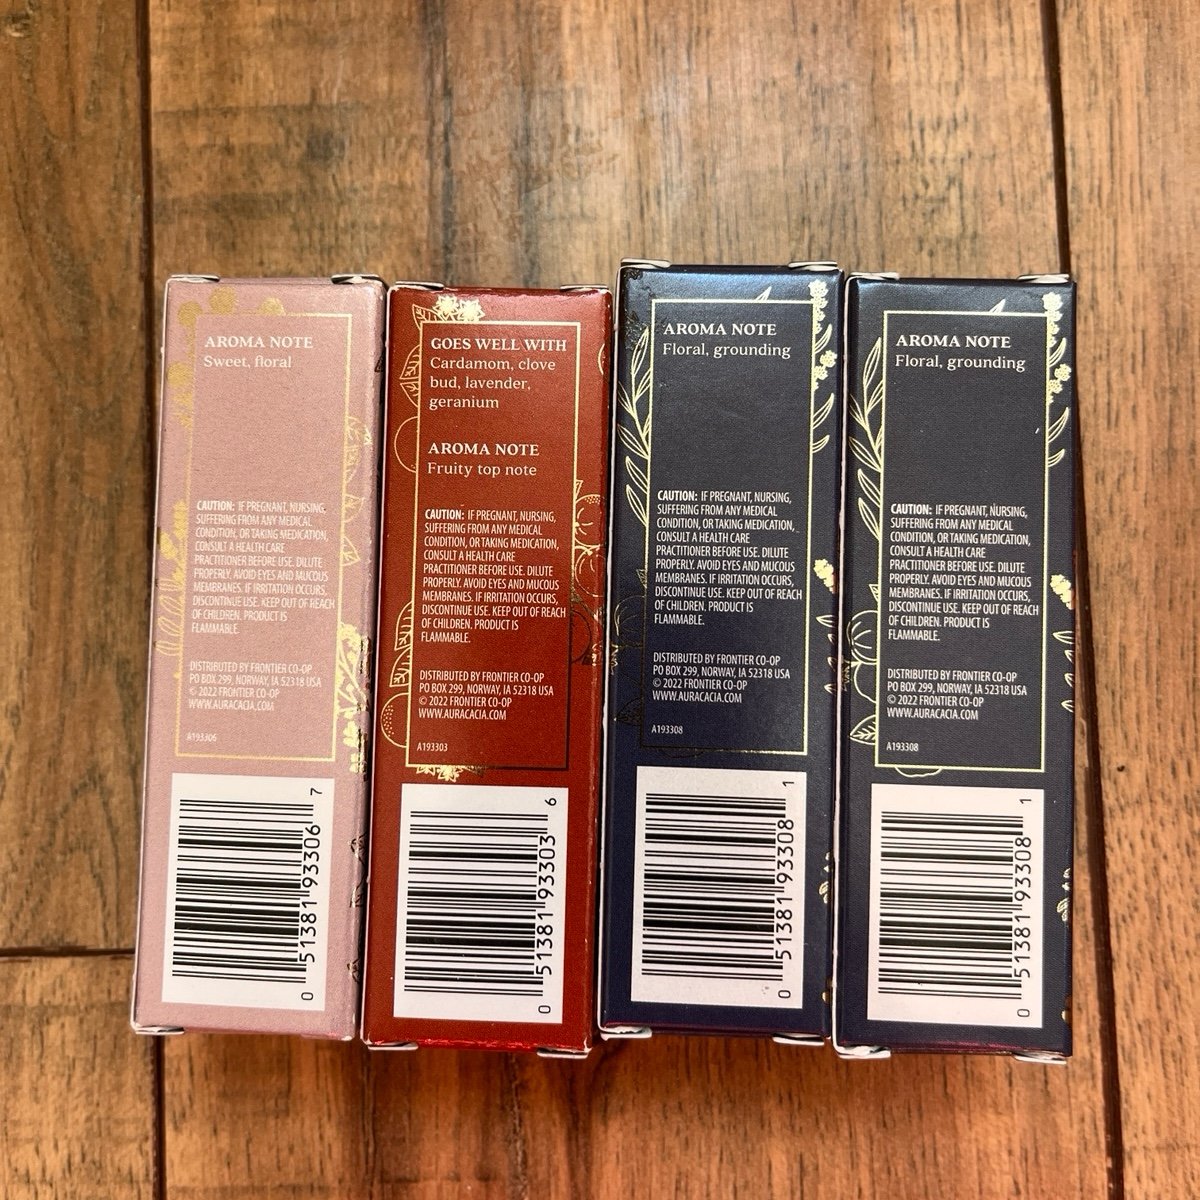 AROMA NOTE
Sweet, floral
CAUTION: IF PREGNANT, NURSING,
SUFFERING FROM ANY MEDICAL
CONDITION, OR TAKING MEDICATION,
CONSULT A HEALTH CARE
PRACTITIONER BEFORE USE. DILUTE
PROPERLY. AVOID EYES AND MUCOUS
MEMBRANES. IF IRRITATION OCCURS,
DISCONTINUE USE. KEEP OUT OF REACH
OF CHILDREN. PRODUCT IS
FLAMMABLE.
DISTRIBUTED BY FRONTIER CO-OP
PO BOX 299, NORWAY, IA 52318 USA
© 2022 FRONTIER CO-OP
WWW.AURACACIA.COM
A193306
0 51381 93306 7
GOES WELL WITH
Cardamom, clove
bud, lavender,
geranium
AROMA NOTE
Fruity top note
CAUTION: IF PREGNANT, NURSING,
SUFFERING FROM ANY MEDICAL
CONDITION, OR TAKING MEDICATION,
CONSULT A HEALTH CARE
PRACTITIONER BEFORE USE. DILUTE
PROPERLY. AVOID EYES AND MUCOUS
MEMBRANES. IF IRRITATION OCCURS,
DISCONTINUE USE. KEEP OUT OF REACH
OF CHILDREN. PRODUCT IS
FLAMMABLE.
DISTRIBUTED BY FRONTIER CO-OP
PO BOX 299, NORWAY, IA 52318 USA
© 2022 FRONTIER CO-OP
WWW.AURACACIA.COM
A193303
0 51381 93303 6
AROMA NOTE
Floral, grounding
CAUTION: IF PREGNANT, NURSING,
SUFFERING FROM ANY MEDICAL
CONDITION, OR TAKING MEDICATION,
CONSULT A HEALTH CARE
PRACTITIONER BEFORE USE. DILUTE
PROPERLY. AVOID EYES AND MUCOUS
MEMBRANES. IF IRRITATION OCCURS,
DISCONTINUE USE. KEEP OUT OF REACH
OF CHILDREN. PRODUCT IS
FLAMMABLE.
DISTRIBUTED BY FRONTIER CO-OP
PO BOX 299, NORWAY, IA 52318 USA
© 2022 FRONTIER CO-OP
WWW.AURACACIA.COM
A193308
0 51381 93308 1
AROMA NOTE
Floral, grounding
CAUTION: IF PREGNANT, NURSING,
SUFFERING FROM ANY MEDICAL
CONDITION, OR TAKING MEDICATION,
CONSULT A HEALTH CARE
PRACTITIONER BEFORE USE. DILUTE
PROPERLY. AVOID EYES AND MUCOUS
MEMBRANES. IF IRRITATION OCCURS,
DISCONTINUE USE. KEEP OUT OF REACH
OF CHILDREN. PRODUCT IS
FLAMMABLE.
DISTRIBUTED BY FRONTIER CO-OP
PO BOX 299, NORWAY, IA 52318 USA
© 2022 FRONTIER CO-OP
WWW.AURACACIA.COM
A193308
0 51381 93308 1